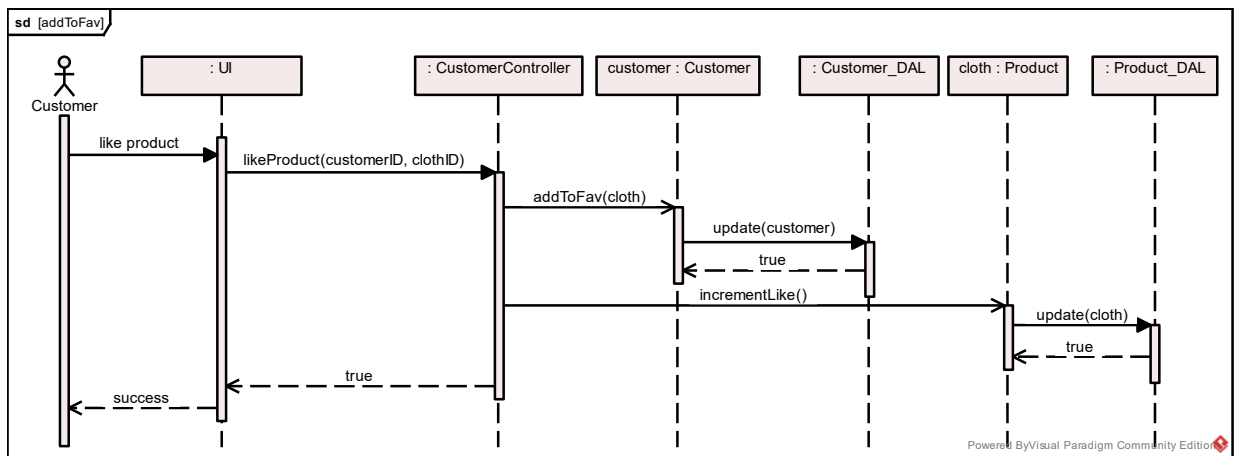 sd [addToFav]
Customer
: UI
: CustomerController
customer : Customer
: Customer_DAL
cloth : Product
: Product_DAL
like product
likeProduct(customerID, clothID)
addToFav(cloth)
update(customer)
true
incrementLike()
update(cloth)
true
true
success
Powered ByVisual Paradigm Community Edition